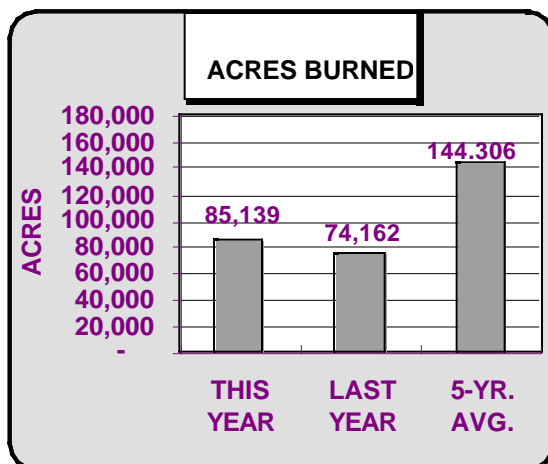 ACRES BURNED
180,000
160,000
140,000
120,000
100,000
80,000
60,000
40,000
20,000
-
ACRES
85,139
74,162
144.306
THIS YEAR
LAST YEAR
5-YR. AVG.